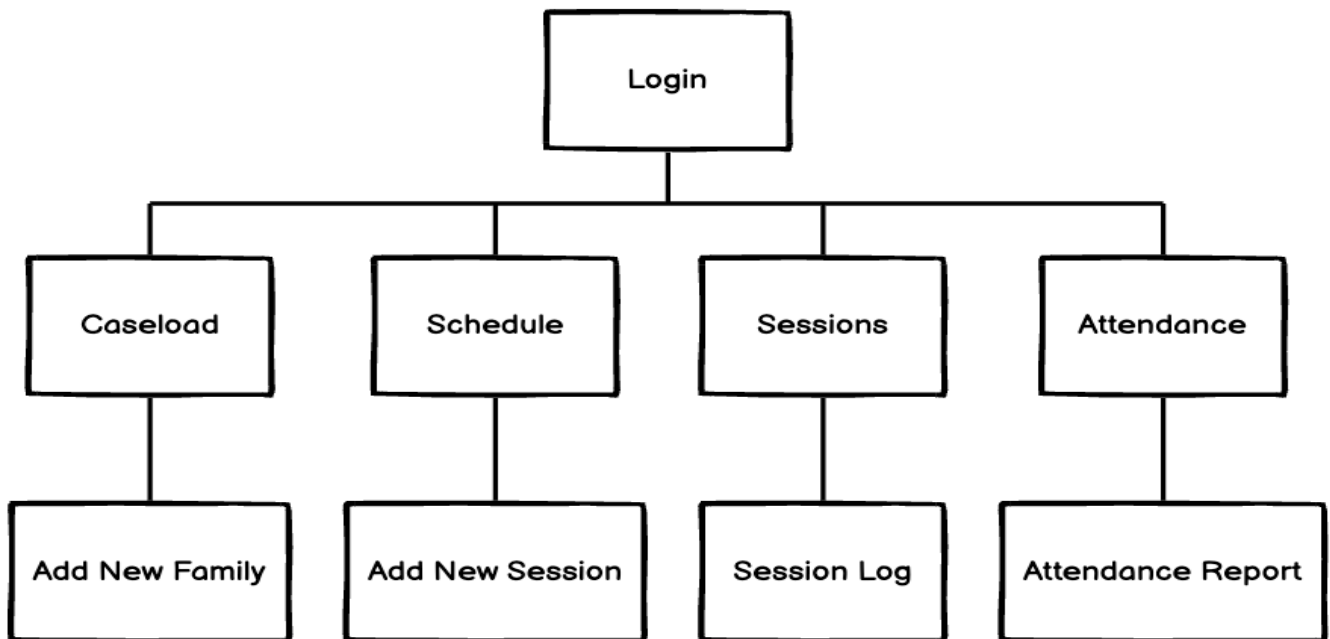 Login
Caseload
Schedule
Sessions
Attendance
Add New Family
Add New Session
Session Log
Attendance Report